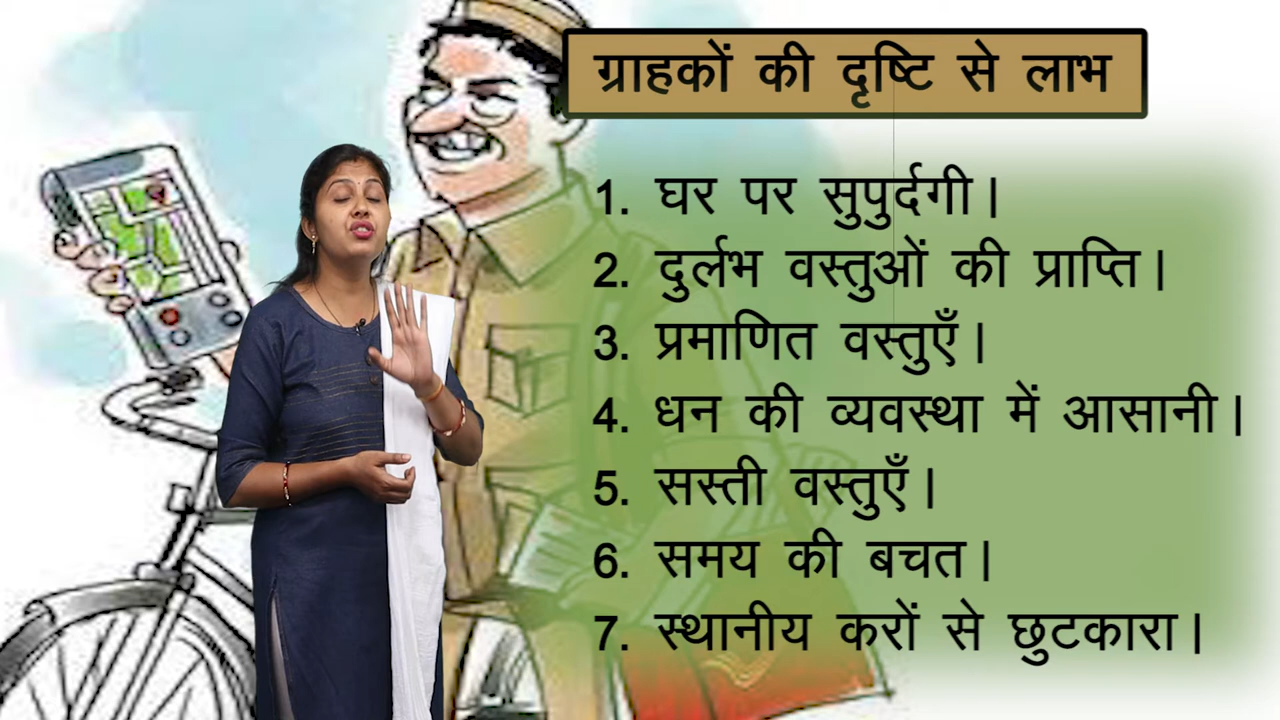 ग्राहकों की दृष्टि से लाभ
1. घर पर सुपुर्दगी।
2. दुर्लभ वस्तुओं की प्राप्ति।
3. प्रमाणित वस्तुएँ।
4. धन की व्यवस्था में आसानी।
5. सस्ती वस्तुएँ।
6. समय की बचत।
7. स्थानीय करों से छुटकारा।